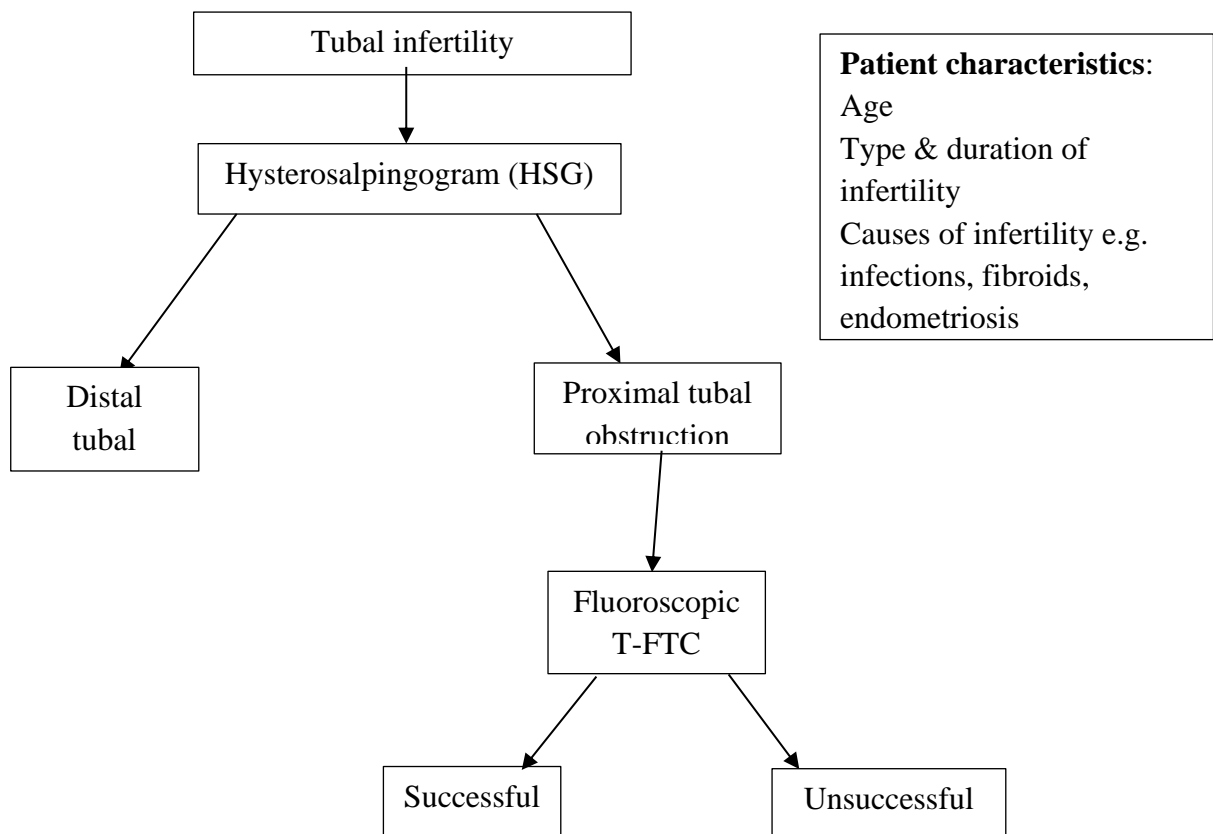 Tubal infertility
Patient characteristics:
Age
Type & duration of
infertility
Causes of infertility e.g.
infections, fibroids,
endometriosis
Hysterosalpingogram (HSG)
Distal
tubal
Proximal tubal
obstruction
Fluoroscopic
T-FTC
Successful
Unsuccessful